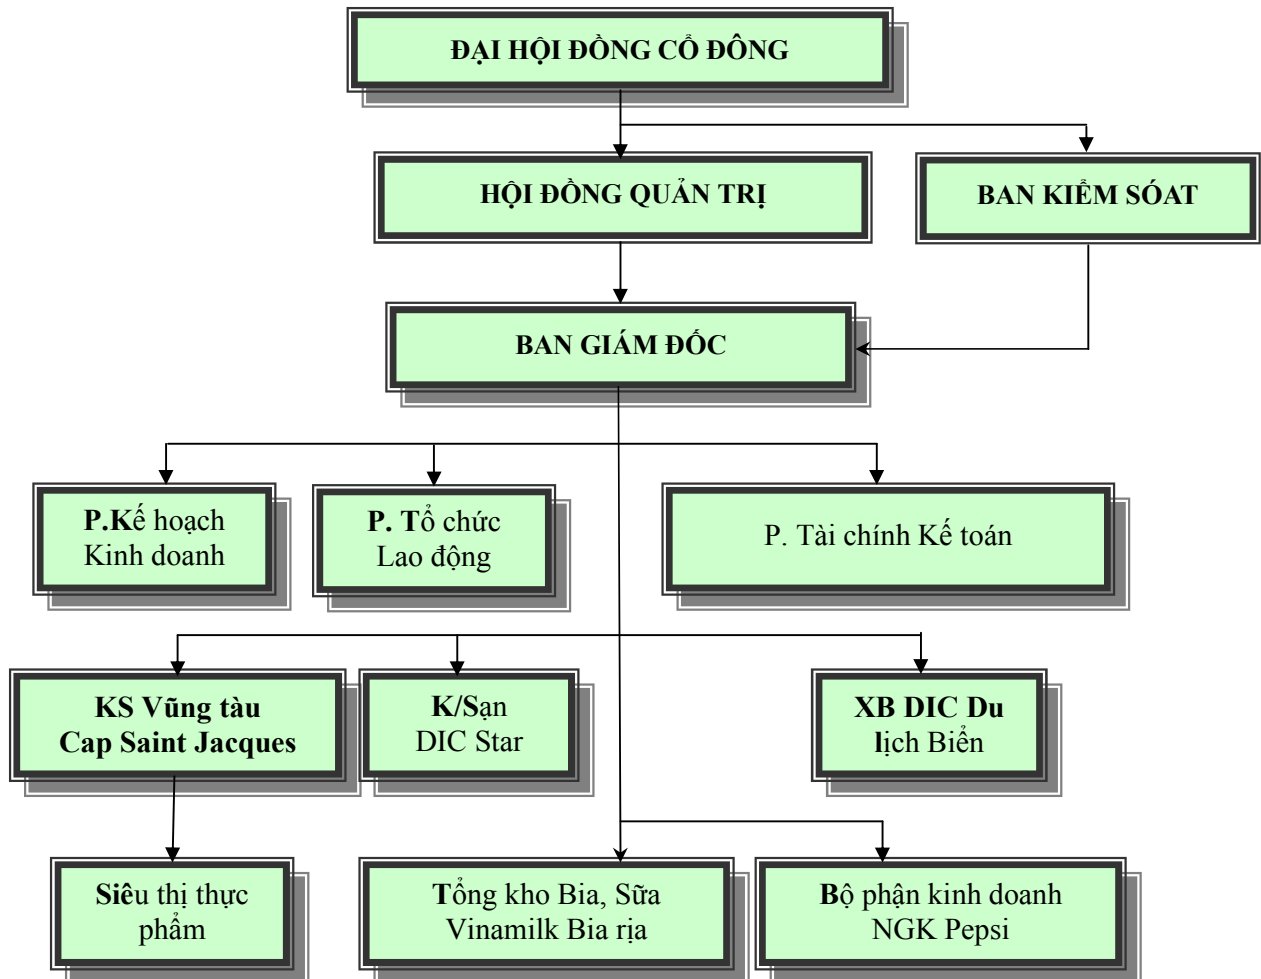 ĐẠI HỘI ĐỒNG CỔ ĐÔNG
HỘI ĐỒNG QUẢN TRỊ
BAN KIỂM SÓAT
BAN GIÁM ĐỐC
P.Kế hoạch
Kinh doanh
P. Tổ chức
Lao động
P. Tài chính Kế toán
KS Vũng tàu
Cap Saint Jacques
K/Sạn
DIC Star
XB DIC Du
lịch Biển
Siêu thị thực
phẩm
Tổng kho Bia, Sữa
Vinamilk Bia rịa
Bộ phận kinh doanh
NGK Pepsi